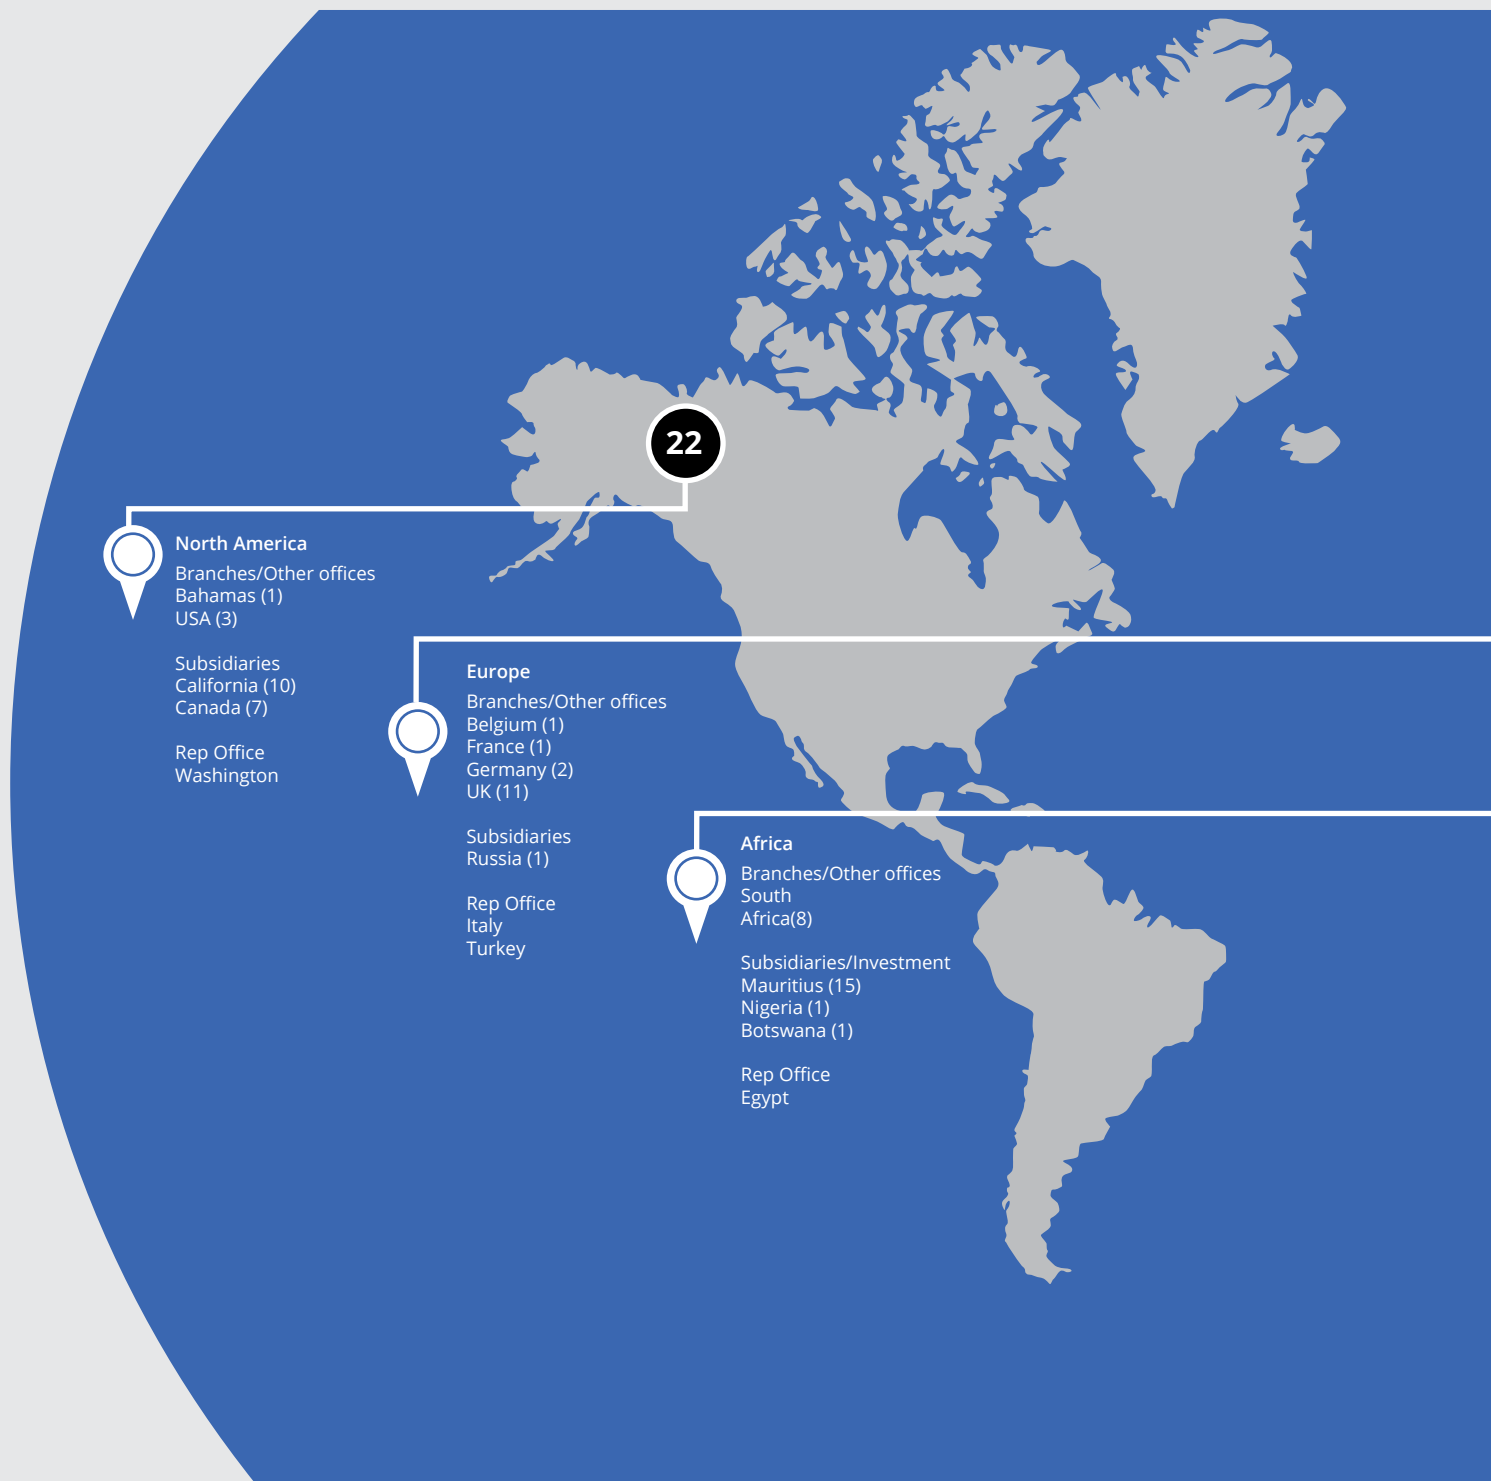 22
North America
Branches/Other offices
Bahamas (1)
USA (3)
Subsidiaries
California (10)
Canada (7)
Rep Office
Washington
Europe
Branches/Other offices
Belgium (1)
France (1)
Germany (2)
UK (11)
Subsidiaries
Russia (1)
Rep Office
Italy
Turkey
Africa
Branches/Other offices
South
Africa(8)
Subsidiaries/Investment
Mauritius (15)
Nigeria (1)
Botswana (1)
Rep Office
Egypt